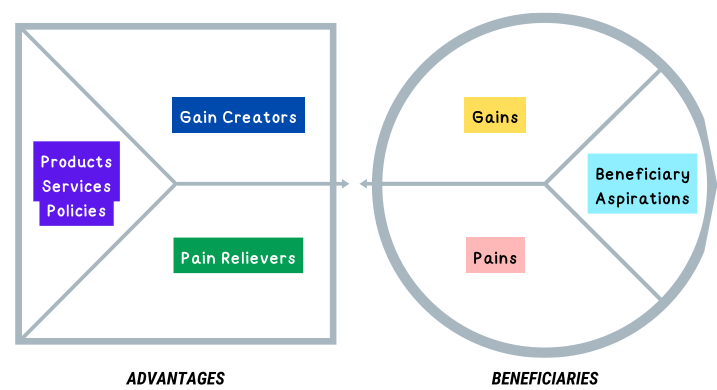 Gain Creators
Products
Services
Policies
Pain Relievers
ADVANTAGES
Gains
Beneficiary
Aspirations
Pains
BENEFICIARIES